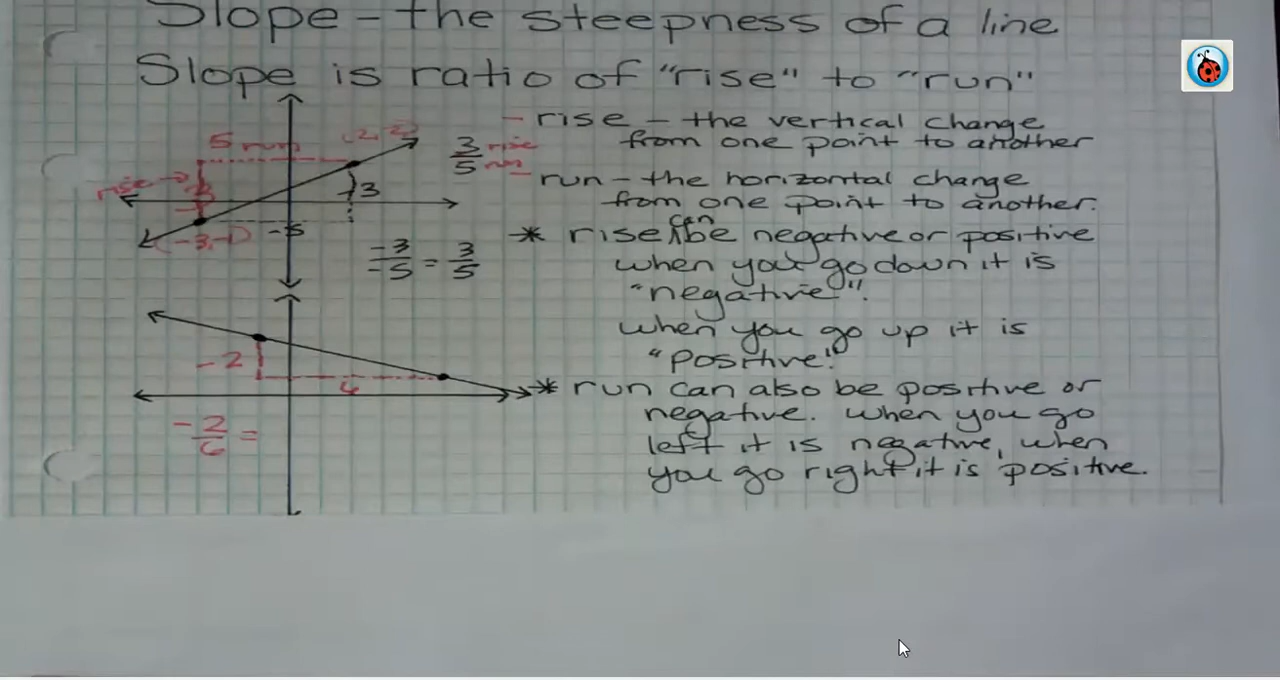 Slope - the steepness of a line
Slope is ratio of "rise" to "run"
- rise - the vertical change
from one point to another
- run - the horizontal change
from one point to another.
* rise can be negative or positive
when you go down it is
"negative".
when you go up it is
"positive".
* run can also be positive or
negative. when you go
left it is negative, when
you go right it is positive.
5 run
(2, 2)
3/5 rise/run
rise
3
-3
(-3,-1)
-5
-3/-5 = 3/5
-2
6
-2/6 =